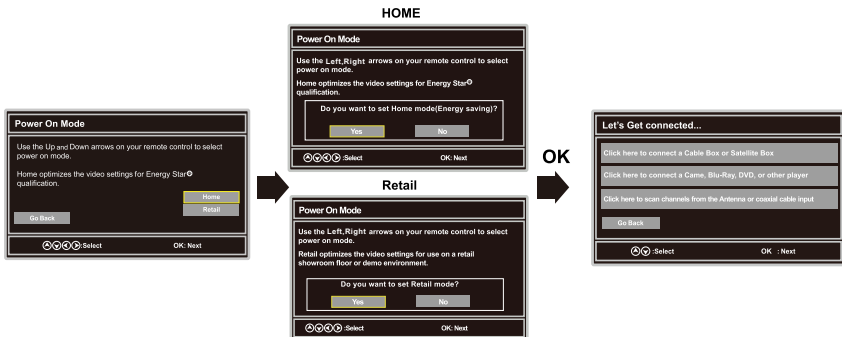 Power On Mode
Use the Up and Down arrows on your remote control to select
power on mode.
Home optimizes the video settings for Energy Star
qualification.
Home
Retail
Go Back
:Select OK: Next
HOME
Power On Mode
Use the Left,Right arrows on your remote control to select
power on mode.
Home optimizes the video settings for Energy Star
qualification.
Do you want to set Home mode(Energy saving)?
Yes No
:Select OK: Next
Retail
Power On Mode
Use the Left,Right arrows on your remote control to select
power on mode.
Retail optimizes the video settings for use on a retail
showroom floor or demo environment.
Do you want to set Retail mode?
Yes No
:Select OK: Next
OK
Let's Get connected...
Click here to connect a Cable Box or Satellite Box
Click here to connect a Came, Blu-Ray, DVD, or other player
Click here to scan channels from the Antenna or coaxial cable input
Go Back
:Select OK : Next